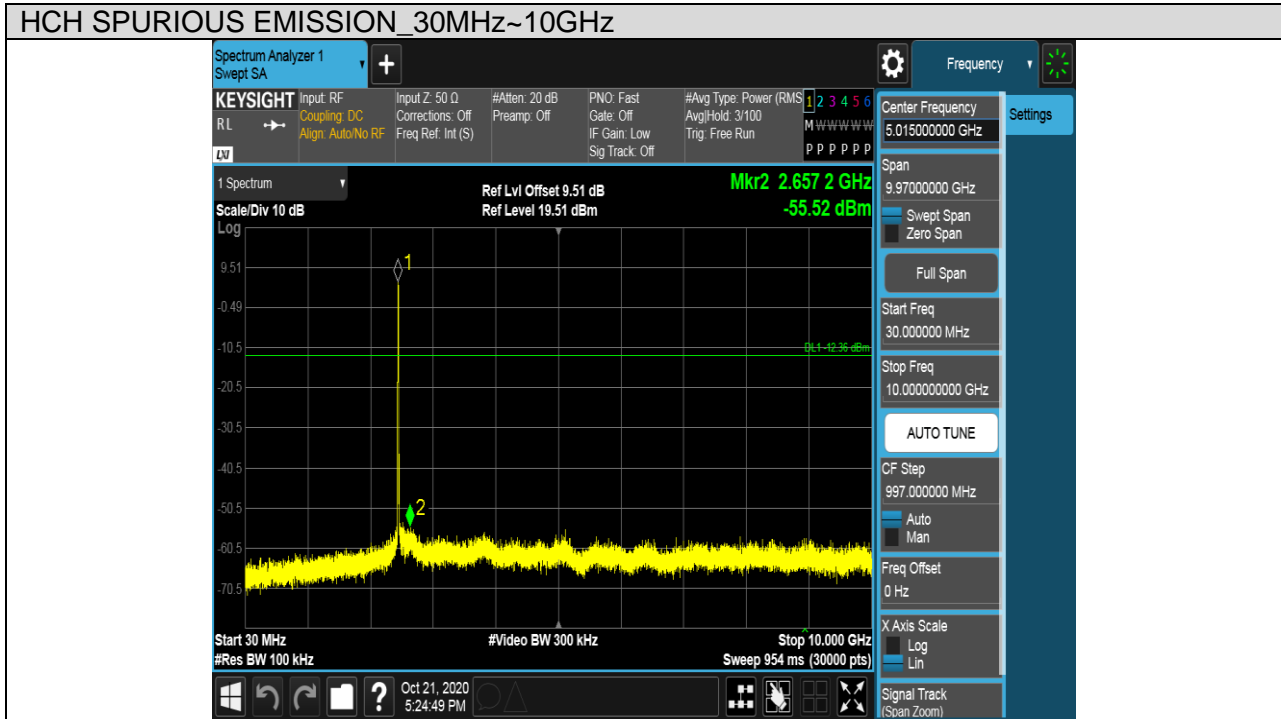 HCH SPURIOUS EMISSION_30MHz~10GHz
Spectrum Analyzer 1
Swept SA
Frequency
KEYSIGHT
RL
LXI
Input: RF
Coupling: DC
Align: Auto/No RF
Input Z: 50 Ω
Corrections: Off
Freq Ref: Int (S)
#Atten: 20 dB
Preamp: Off
PNO: Fast
Gate: Off
IF Gain: Low
Sig Track: Off
#Avg Type: Power (RMS
Avg|Hold: 3/100
Trig: Free Run
1 2 3 4 5 6
M W W W W W
P P P P P P
1 Spectrum
Scale/Div 10 dB
Log
Ref Lvl Offset 9.51 dB
Ref Level 19.51 dBm
Mkr2 2.657 2 GHz
-55.52 dBm
9.51
-0.49
-10.5
-20.5
-30.5
-40.5
-50.5
-60.5
-70.5
1
2
DL1 -12.36 dBm
Start 30 MHz
#Res BW 100 kHz
#Video BW 300 kHz
Stop 10.000 GHz
Sweep 954 ms (30000 pts)
?
Oct 21, 2020
5:24:49 PM
Settings
Center Frequency
5.015000000 GHz
Span
9.97000000 GHz
Swept Span
Zero Span
Full Span
Start Freq
30.000000 MHz
Stop Freq
10.000000000 GHz
AUTO TUNE
CF Step
997.000000 MHz
Auto
Man
Freq Offset
0 Hz
X Axis Scale
Log
Lin
Signal Track
(Span Zoom)